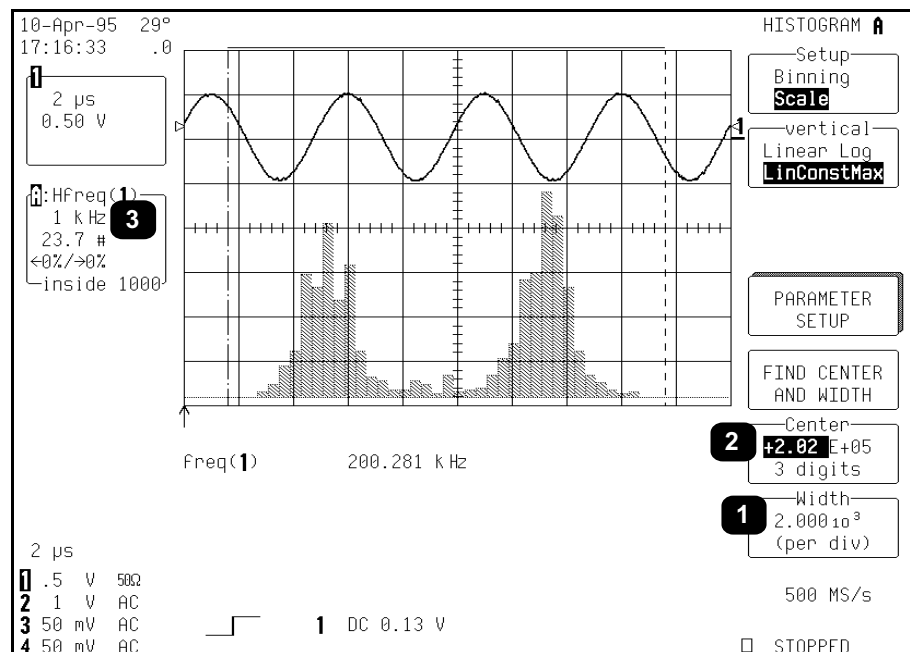 10-Apr-95 29°
17:16:33 .0
1
2 µs
0.50 V
A:Hfreq(1)
1 kHz
23.7 #
←0%/→0%
inside 1000
3
1
freq(1) 200.281 kHz
2 µs
1 .5 V 50Ω
2 1 V AC
3 50 mV AC
4 50 mV AC
1 DC 0.13 V
HISTOGRAM A
Setup
Binning
Scale
vertical
Linear Log
LinConstMax
PARAMETER
SETUP
FIND CENTER
AND WIDTH
Center
2
+2.02 E+05
3 digits
Width
1
2.000 10³
(per div)
500 MS/s
STOPPED